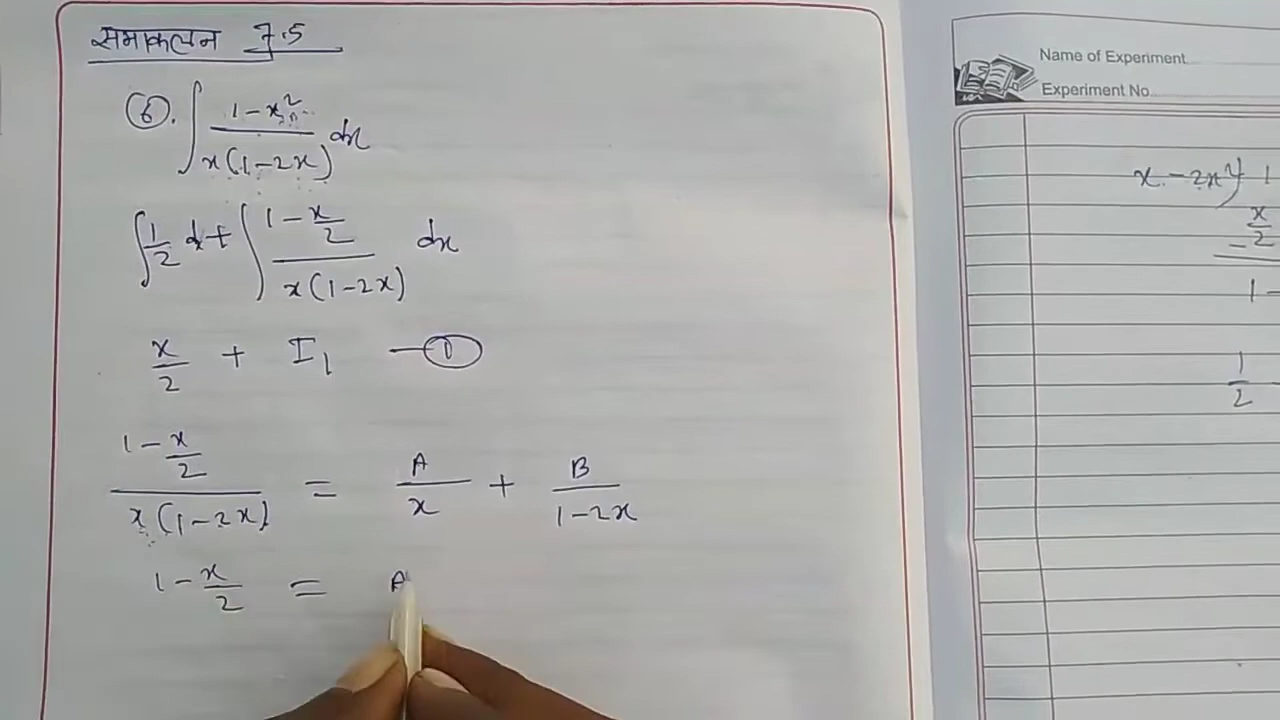 समाकलन 7.5
⑥. ∫ (1-x²)/(x(1-2x)) dx
∫ 1/2 dx + ∫ (1 - x/2)/(x(1-2x)) dx
x/2 + I₁ —①
(1 - x/2)/(x(1-2x)) = A/x + B/(1-2x)
1 - x/2 = A
Name of Experiment
Experiment No
x - 2x²) 1
x/2
-
1 -
1/2